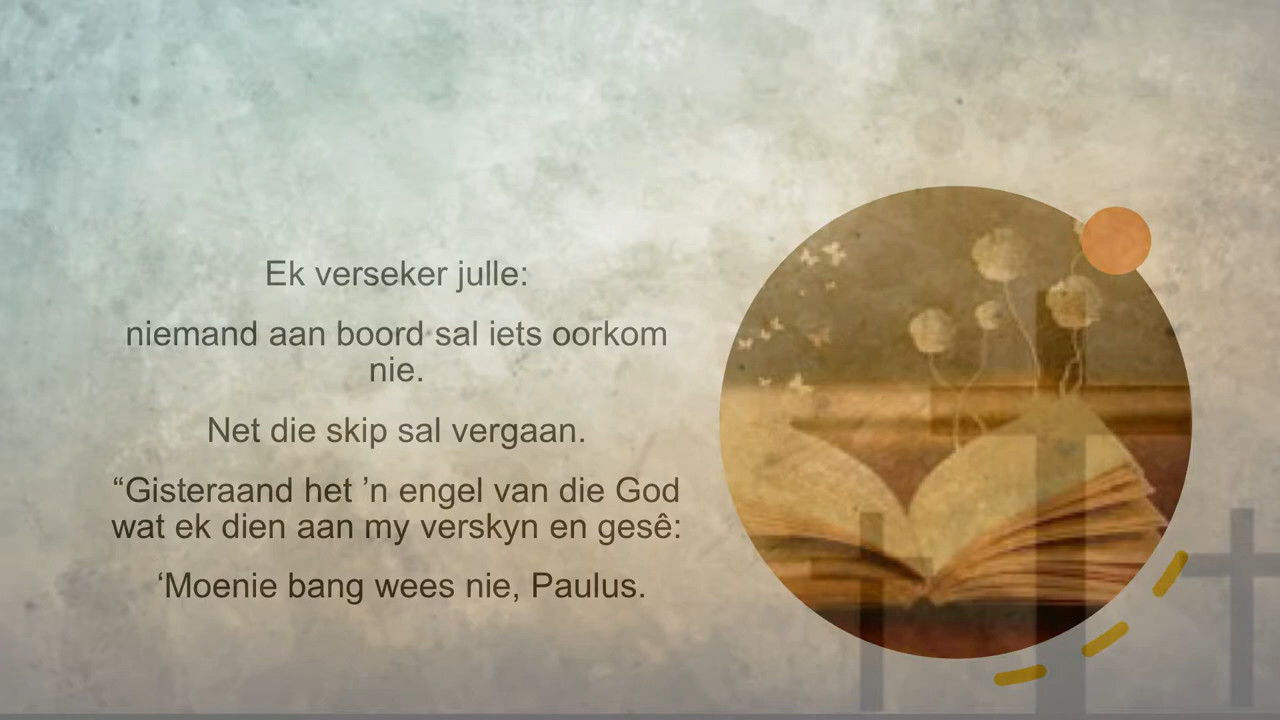 Ek verseker julle:
niemand aan boord sal iets oorkom
nie.
Net die skip sal vergaan.
“Gisteraand het ’n engel van die God
wat ek dien aan my verskyn en gesê:
‘Moenie bang wees nie, Paulus.